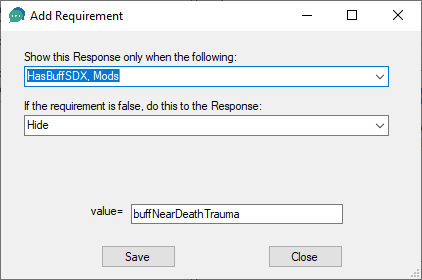 Add Requirement
Show this Response only when the following:
HasBuffSDX, Mods
If the requirement is false, do this to the Response:
Hide
value= buffNearDeathTrauma
Save Close